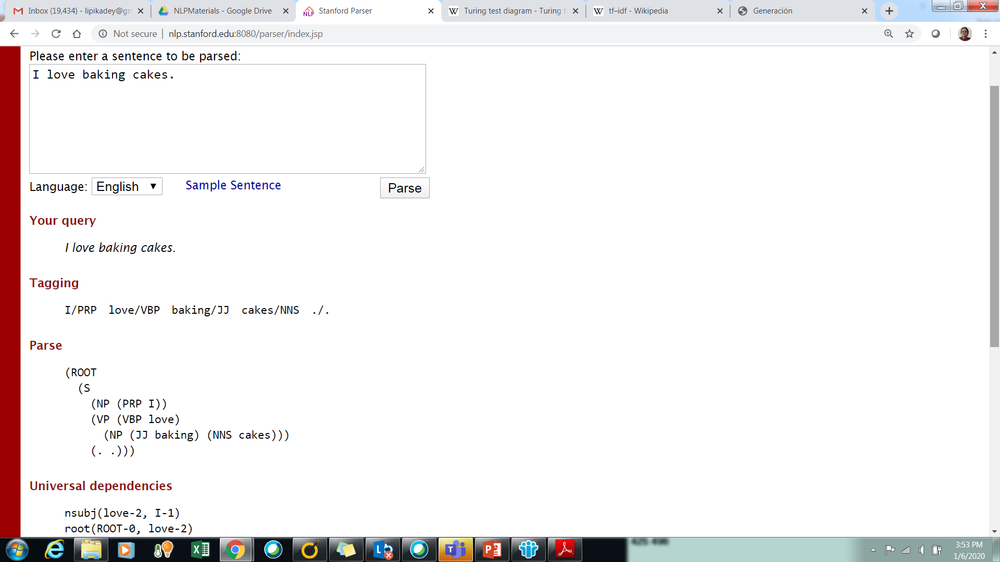 Inbox (19,434) - lipikadey@gm
NLPMaterials - Google Drive
NLP Stanford Parser
W Turing test diagram - Turing t
W tf–idf - Wikipedia
Generación
Not secure | nlp.stanford.edu:8080/parser/index.jsp
Please enter a sentence to be parsed:
I love baking cakes.
Language: English ▼ Sample Sentence Parse
Your query
I love baking cakes.
Tagging
I/PRP love/VBP baking/JJ cakes/NNS ./.
Parse
(ROOT
(S
(NP (PRP I))
(VP (VBP love)
(NP (JJ baking) (NNS cakes)))
(. .)))
Universal dependencies
nsubj(love-2, I-1)
root(ROOT-0, love-2)
3:53 PM
1/6/2020